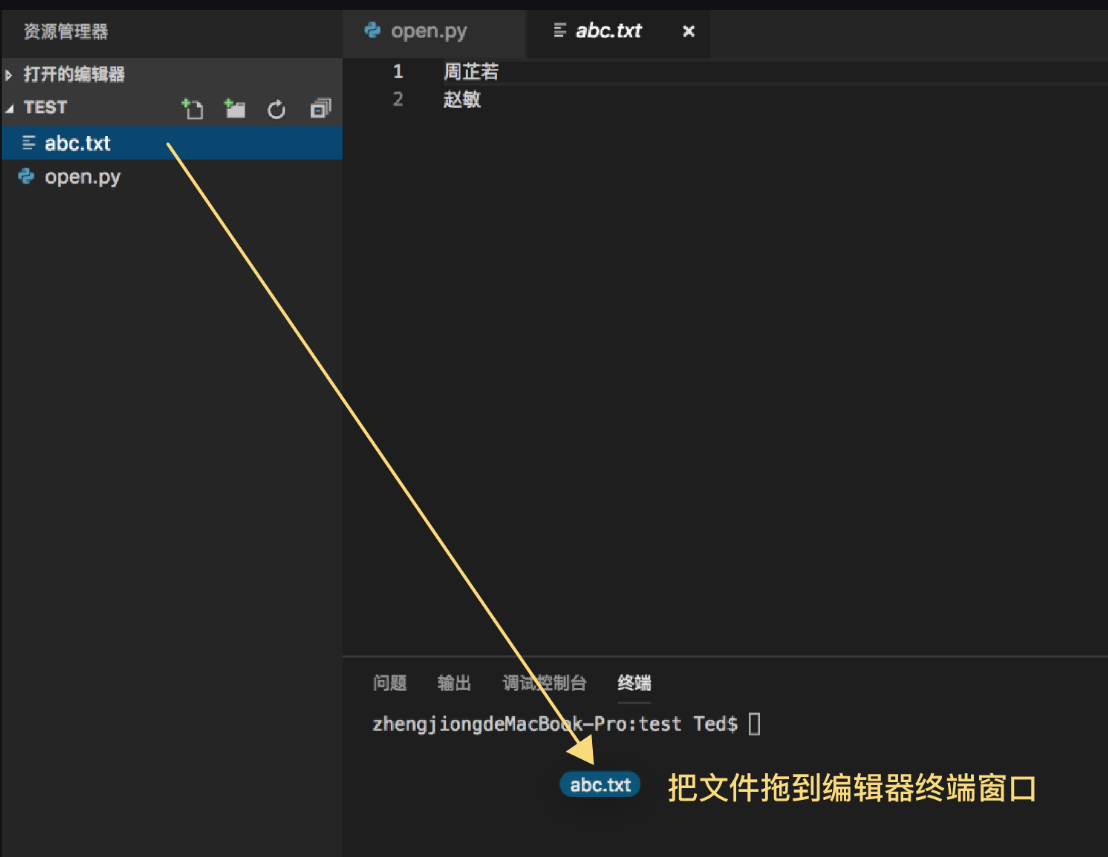 资源管理器
打开的编辑器
TEST
abc.txt
open.py
open.py
abc.txt
1 周芷若
2 赵敏
问题 输出 调试控制台 终端
zhengjiongdeMacBook-Pro:test Ted$
abc.txt
把文件拖到编辑器终端窗口